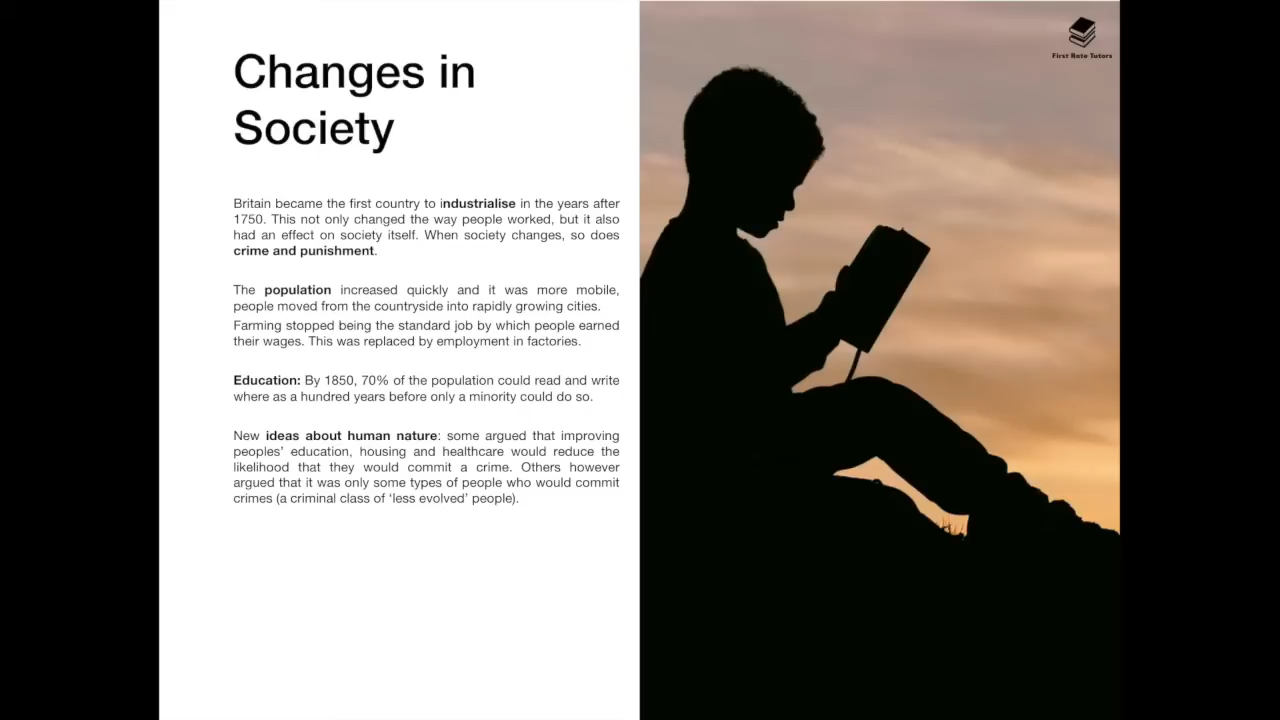 Changes in
Society
First Rate Tutors
Britain became the first country to industrialise in the years after
1750. This not only changed the way people worked, but it also
had an effect on society itself. When society changes, so does
crime and punishment.
The population increased quickly and it was more mobile,
people moved from the countryside into rapidly growing cities.
Farming stopped being the standard job by which people earned
their wages. This was replaced by employment in factories.
Education: By 1850, 70% of the population could read and write
where as a hundred years before only a minority could do so.
New ideas about human nature: some argued that improving
peoples’ education, housing and healthcare would reduce the
likelihood that they would commit a crime. Others however
argued that it was only some types of people who would commit
crimes (a criminal class of ‘less evolved’ people).